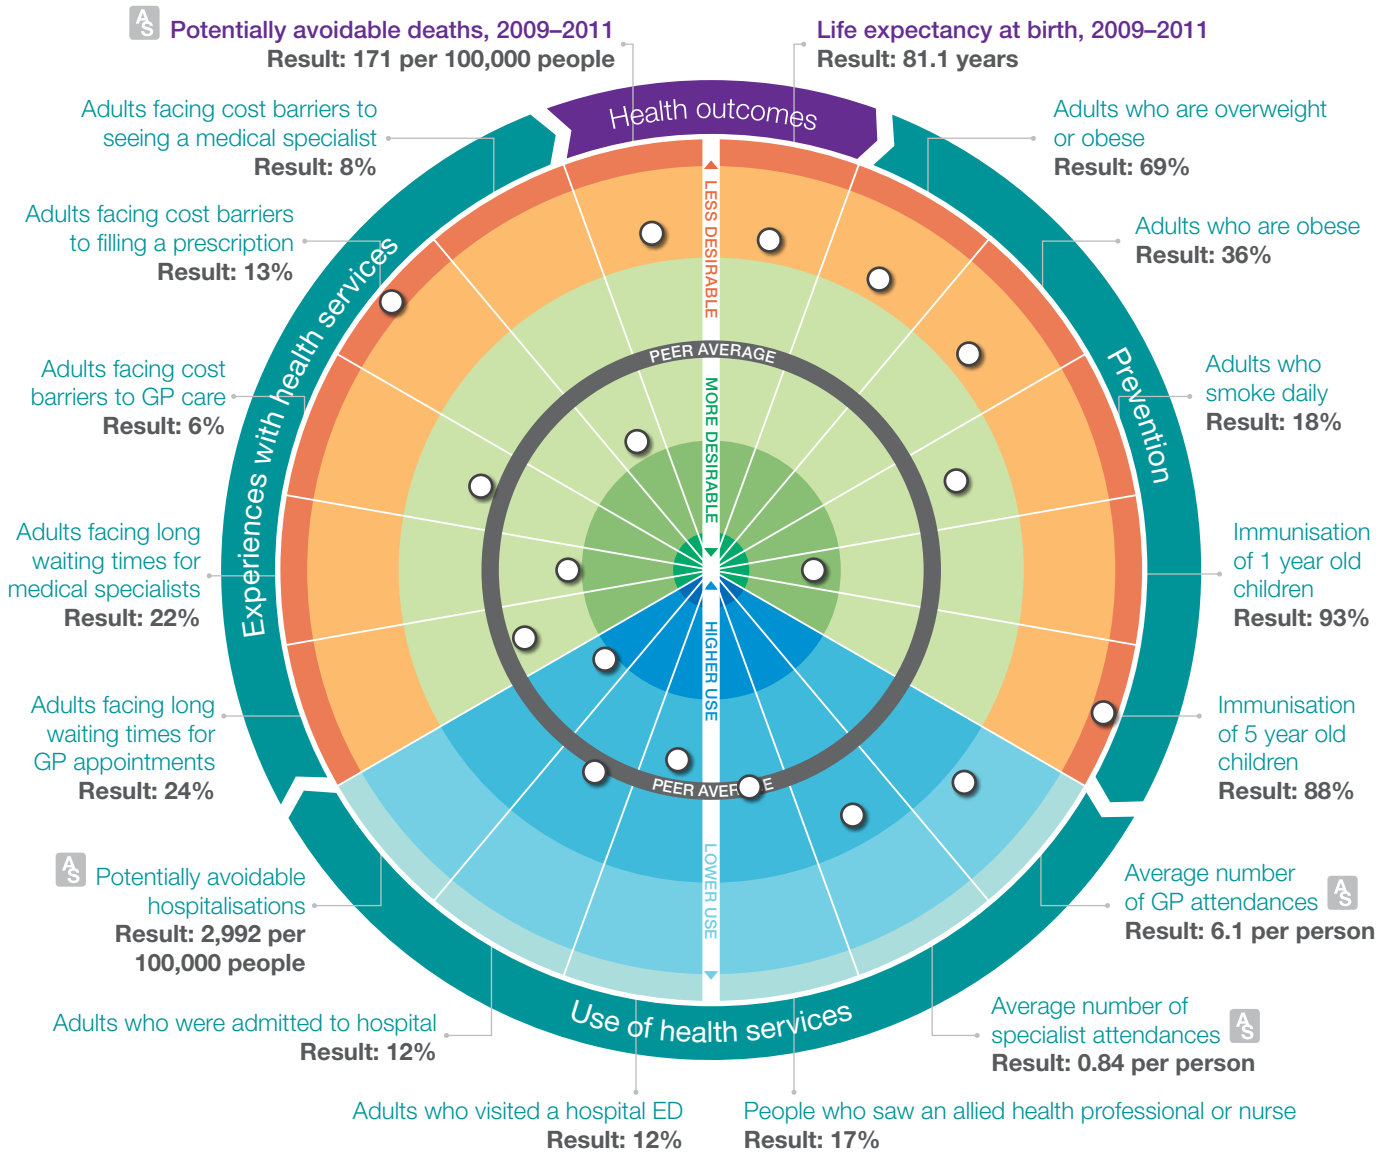 AS Potentially avoidable deaths, 2009–2011
Result: 171 per 100,000 people
Life expectancy at birth, 2009–2011
Result: 81.1 years
Health outcomes
Adults facing cost barriers to
seeing a medical specialist
Result: 8%
Adults who are overweight
or obese
Result: 69%
Adults facing cost barriers
to filling a prescription
Result: 13%
Adults who are obese
Result: 36%
Adults facing cost
barriers to GP care
Result: 6%
Adults who
smoke daily
Result: 18%
Adults facing long
waiting times for
medical specialists
Result: 22%
Immunisation
of 1 year old
children
Result: 93%
Adults facing long
waiting times for
GP appointments
Result: 24%
Immunisation
of 5 year old
children
Result: 88%
Experiences with health services
Prevention
LESS DESIRABLE
PEER AVERAGE
MORE DESIRABLE
HIGHER USE
PEER AVERAGE
LOWER USE
Use of health services
AS Potentially avoidable
hospitalisations
Result: 2,992 per
100,000 people
Average number
of GP attendances AS
Result: 6.1 per person
Adults who were admitted to hospital
Result: 12%
Average number of
specialist attendances AS
Result: 0.84 per person
Adults who visited a hospital ED
Result: 12%
People who saw an allied health professional or nurse
Result: 17%